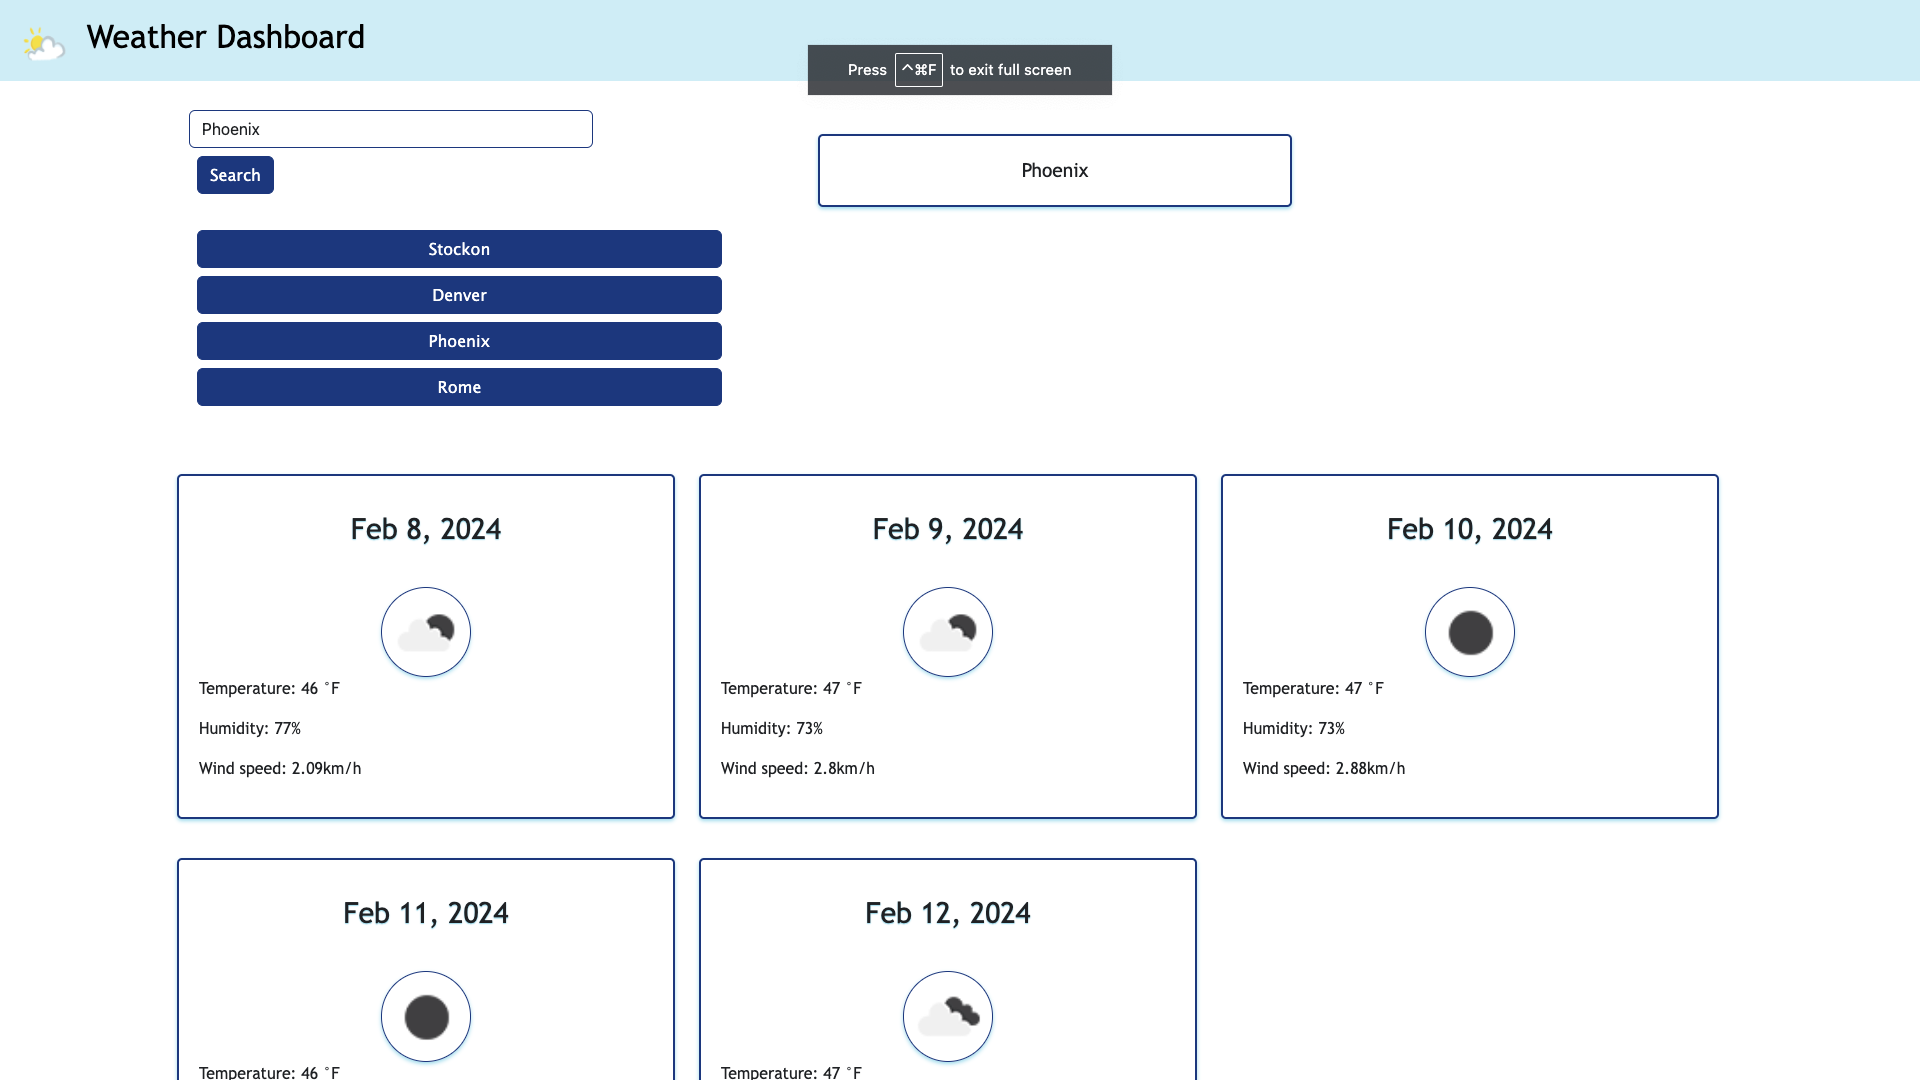 Weather Dashboard
Press ^⌘F to exit full screen
Phoenix
Search
Phoenix
Stockon
Denver
Phoenix
Rome
Feb 8, 2024
Temperature: 46 °F
Humidity: 77%
Wind speed: 2.09km/h
Feb 9, 2024
Temperature: 47 °F
Humidity: 73%
Wind speed: 2.8km/h
Feb 10, 2024
Temperature: 47 °F
Humidity: 73%
Wind speed: 2.88km/h
Feb 11, 2024
Temperature: 46 °F
Feb 12, 2024
Temperature: 47 °F